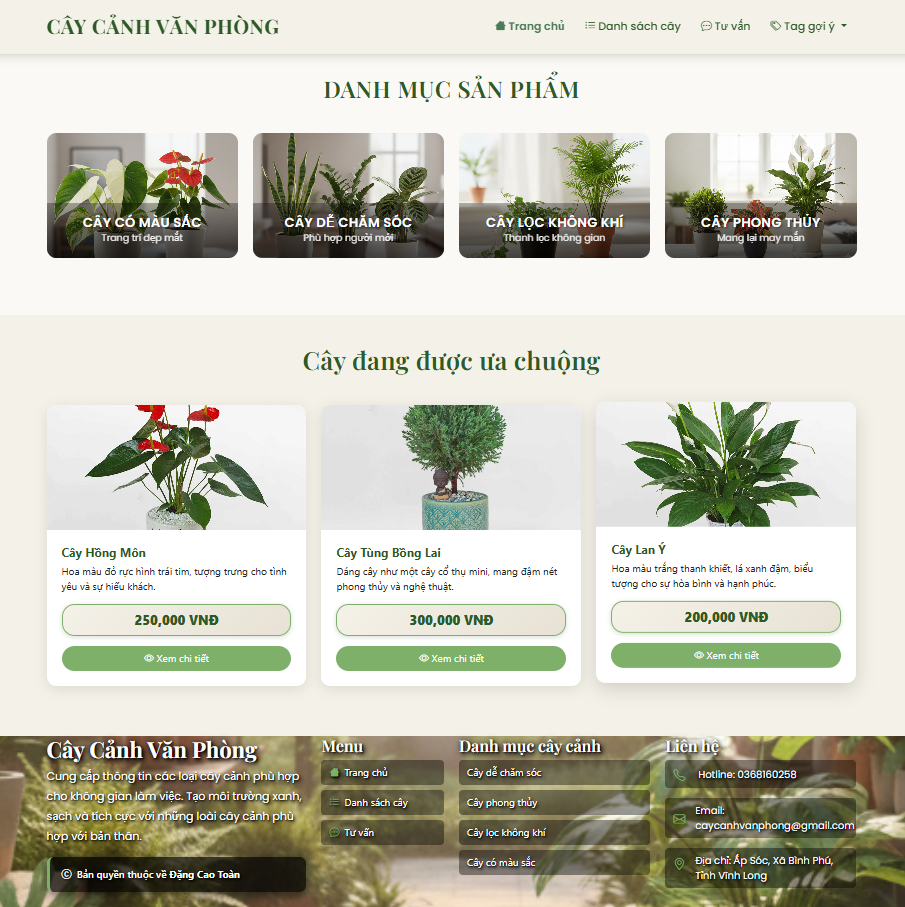 CÂY CẢNH VĂN PHÒNG
Trang chủ
Danh sách cây
Tư vấn
Tag gợi ý
DANH MỤC SẢN PHẨM
CÂY CÓ MÀU SẮC
Trang trí đẹp mắt
CÂY DỄ CHĂM SÓC
Phù hợp người mới
CÂY LỌC KHÔNG KHÍ
Thanh lọc không gian
CÂY PHONG THỦY
Mang lại may mắn
Cây đang được ưa chuộng
Cây Hồng Môn
Hoa màu đỏ rực hình trái tim, tượng trưng cho tình
yêu và sự hiếu khách.
250,000 VNĐ
Xem chi tiết
Cây Tùng Bồng Lai
Dáng cây như một cây cổ thụ mini, mang đậm nét
phong thủy và nghệ thuật.
300,000 VNĐ
Xem chi tiết
Cây Lan Ý
Hoa màu trắng thanh khiết, lá xanh đậm, biểu
tượng cho sự hòa bình và hạnh phúc.
200,000 VNĐ
Xem chi tiết
Cây Cảnh Văn Phòng
Cung cấp thông tin các loại cây cảnh phù hợp
cho không gian làm việc. Tạo môi trường xanh,
sạch và tích cực với những loài cây cảnh phù
hợp với bản thân.
© Bản quyền thuộc về Đặng Cao Toàn
Menu
Trang chủ
Danh sách cây
Tư vấn
Danh mục cây cảnh
Cây dễ chăm sóc
Cây phong thủy
Cây lọc không khí
Cây có màu sắc
Liên hệ
Hotline: 0368160258
Email:
caycanhvanphong@gmail.com
Địa chỉ: Ấp Sóc, Xã Bình Phú,
Tỉnh Vĩnh Long